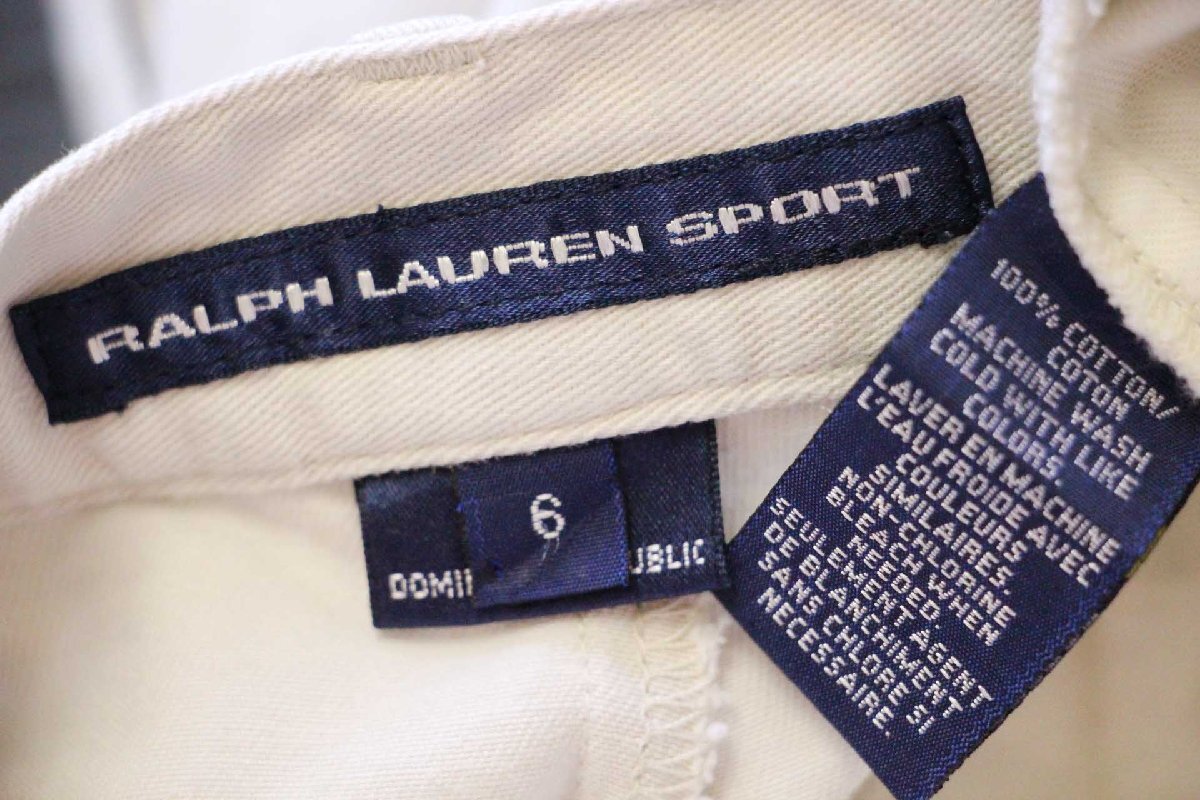 RALPH LAUREN SPORT
6
DOMI
UBLIC
100% COTTON/
COTON
MACHINE WASH
COLD WITH LIKE
COLORS.
LAVER EN MACHINE
L'EAU FROIDE AVEC
COULEURS
SIMILAIRES.
NON-CHLORINE
BLEACH WHEN
NEEDED
SEULEMENT AGENT
DE BLANCHIMENT
SANS CHLORE SI
NECESSAIRE.